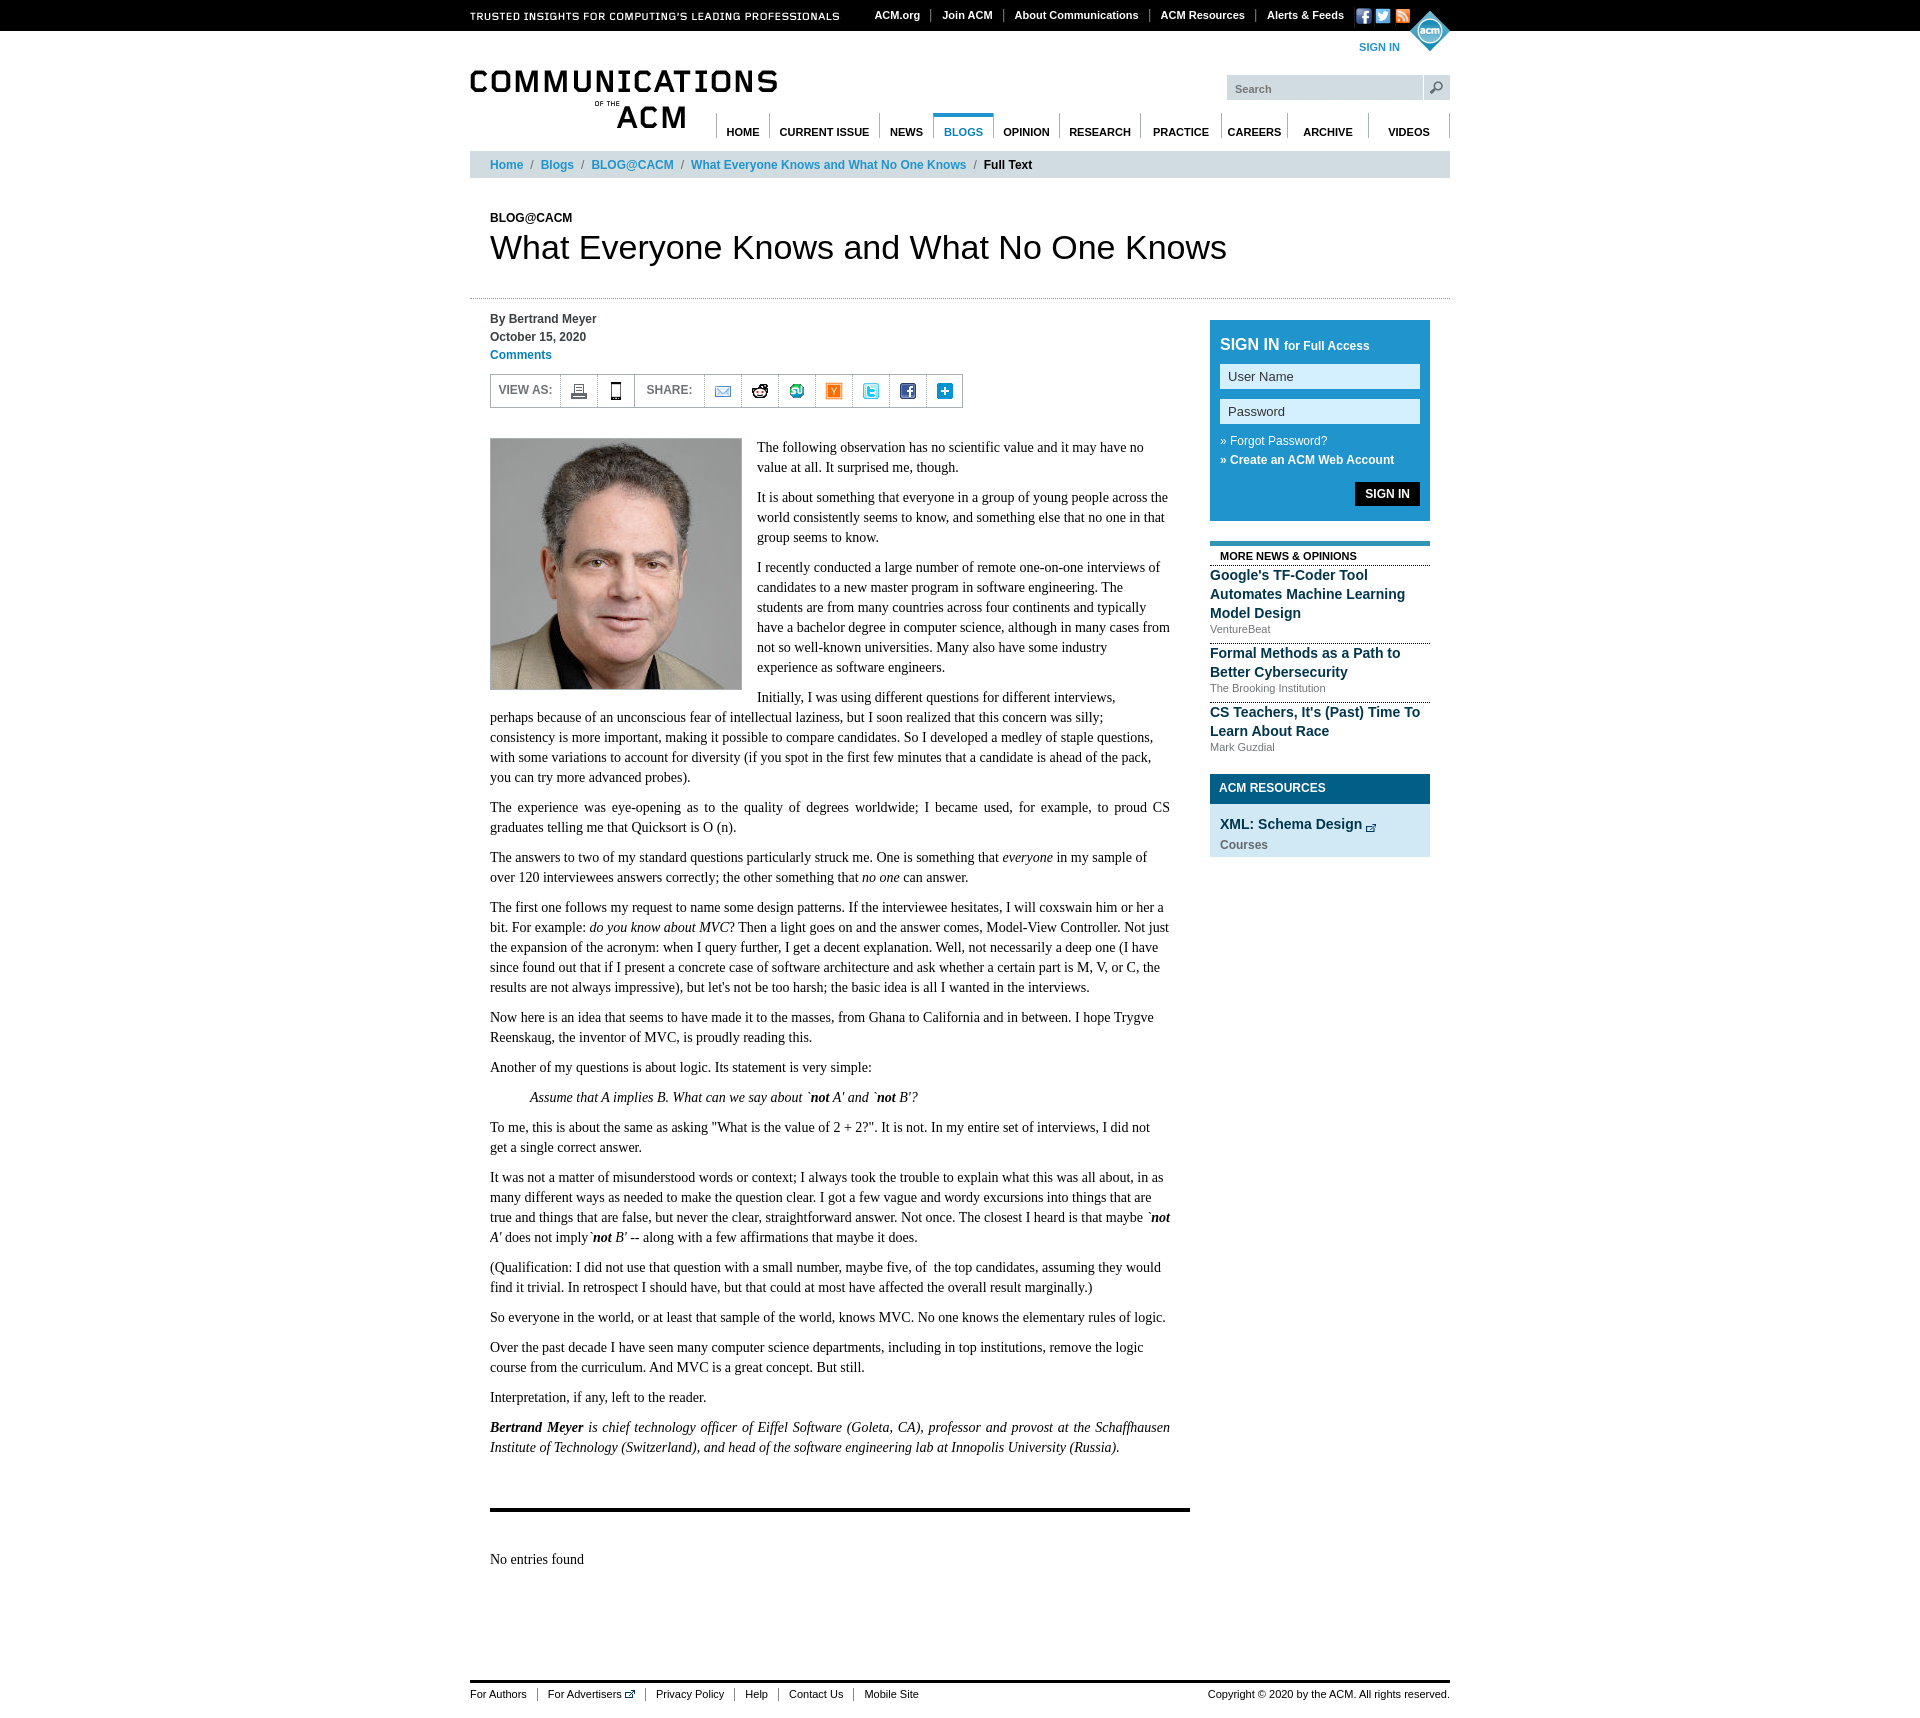 TRUSTED INSIGHTS FOR COMPUTING'S LEADING PROFESSIONALS
ACM.org
Join ACM
About Communications
ACM Resources
Alerts & Feeds
acm
SIGN IN
COMMUNICATIONS
OF THE
ACM
Search
HOME
CURRENT ISSUE
NEWS
BLOGS
OPINION
RESEARCH
PRACTICE
CAREERS
ARCHIVE
VIDEOS
Home / Blogs / BLOG@CACM / What Everyone Knows and What No One Knows / Full Text
BLOG@CACM
What Everyone Knows and What No One Knows
By Bertrand Meyer
October 15, 2020
Comments
VIEW AS:
SHARE:
The following observation has no scientific value and it may have no
value at all. It surprised me, though.
It is about something that everyone in a group of young people across the
world consistently seems to know, and something else that no one in that
group seems to know.
I recently conducted a large number of remote one-on-one interviews of
candidates to a new master program in software engineering. The
students are from many countries across four continents and typically
have a bachelor degree in computer science, although in many cases from
not so well-known universities. Many also have some industry
experience as software engineers.
Initially, I was using different questions for different interviews,
perhaps because of an unconscious fear of intellectual laziness, but I soon realized that this concern was silly;
consistency is more important, making it possible to compare candidates. So I developed a medley of staple questions,
with some variations to account for diversity (if you spot in the first few minutes that a candidate is ahead of the pack,
you can try more advanced probes).
The experience was eye-opening as to the quality of degrees worldwide; I became used, for example, to proud CS
graduates telling me that Quicksort is O (n).
The answers to two of my standard questions particularly struck me. One is something that everyone in my sample of
over 120 interviewees answers correctly; the other something that no one can answer.
The first one follows my request to name some design patterns. If the interviewee hesitates, I will coxswain him or her a
bit. For example: do you know about MVC? Then a light goes on and the answer comes, Model-View Controller. Not just
the expansion of the acronym: when I query further, I get a decent explanation. Well, not necessarily a deep one (I have
since found out that if I present a concrete case of software architecture and ask whether a certain part is M, V, or C, the
results are not always impressive), but let's not be too harsh; the basic idea is all I wanted in the interviews.
Now here is an idea that seems to have made it to the masses, from Ghana to California and in between. I hope Trygve
Reenskaug, the inventor of MVC, is proudly reading this.
Another of my questions is about logic. Its statement is very simple:
Assume that A implies B. What can we say about `not A' and `not B'?
To me, this is about the same as asking "What is the value of 2 + 2?". It is not. In my entire set of interviews, I did not
get a single correct answer.
It was not a matter of misunderstood words or context; I always took the trouble to explain what this was all about, in as
many different ways as needed to make the question clear. I got a few vague and wordy excursions into things that are
true and things that are false, but never the clear, straightforward answer. Not once. The closest I heard is that maybe `not
A' does not imply`not B' -- along with a few affirmations that maybe it does.
(Qualification: I did not use that question with a small number, maybe five, of  the top candidates, assuming they would
find it trivial. In retrospect I should have, but that could at most have affected the overall result marginally.)
So everyone in the world, or at least that sample of the world, knows MVC. No one knows the elementary rules of logic.
Over the past decade I have seen many computer science departments, including in top institutions, remove the logic
course from the curriculum. And MVC is a great concept. But still.
Interpretation, if any, left to the reader.
Bertrand Meyer is chief technology officer of Eiffel Software (Goleta, CA), professor and provost at the Schaffhausen
Institute of Technology (Switzerland), and head of the software engineering lab at Innopolis University (Russia).
No entries found
SIGN IN for Full Access
User Name
Password
» Forgot Password?
» Create an ACM Web Account
SIGN IN
MORE NEWS & OPINIONS
Google's TF-Coder Tool
Automates Machine Learning
Model Design
VentureBeat
Formal Methods as a Path to
Better Cybersecurity
The Brooking Institution
CS Teachers, It's (Past) Time To
Learn About Race
Mark Guzdial
ACM RESOURCES
XML: Schema Design
Courses
For Authors
For Advertisers
Privacy Policy
Help
Contact Us
Mobile Site
Copyright © 2020 by the ACM. All rights reserved.